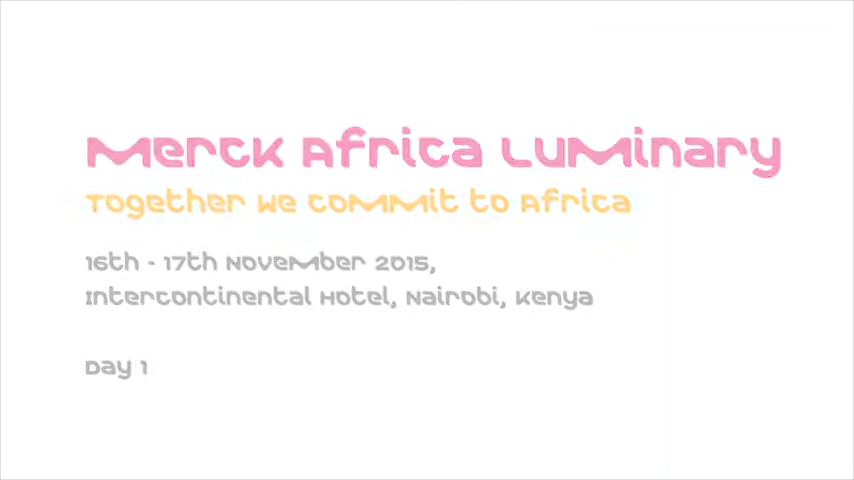 Merck Africa Luminary
Together we commit to Africa
16th - 17th November 2015,
Intercontinental Hotel, Nairobi, Kenya
Day 1